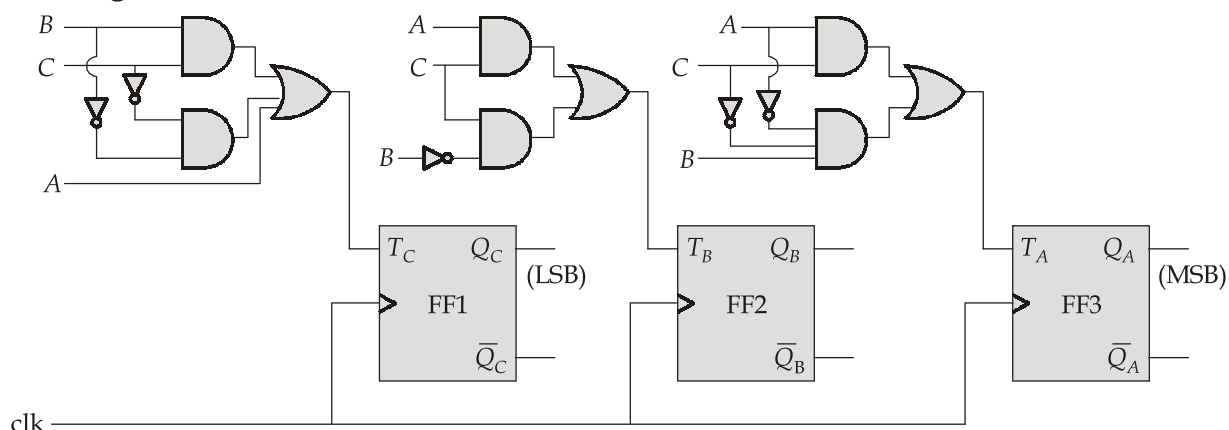 B
C
A
A
C
B
A
C
B
T_C Q_C
(LSB)
FF1
Q̅_C
T_B Q_B
FF2
Q̅_B
T_A Q_A
(MSB)
FF3
Q̅_A
clk